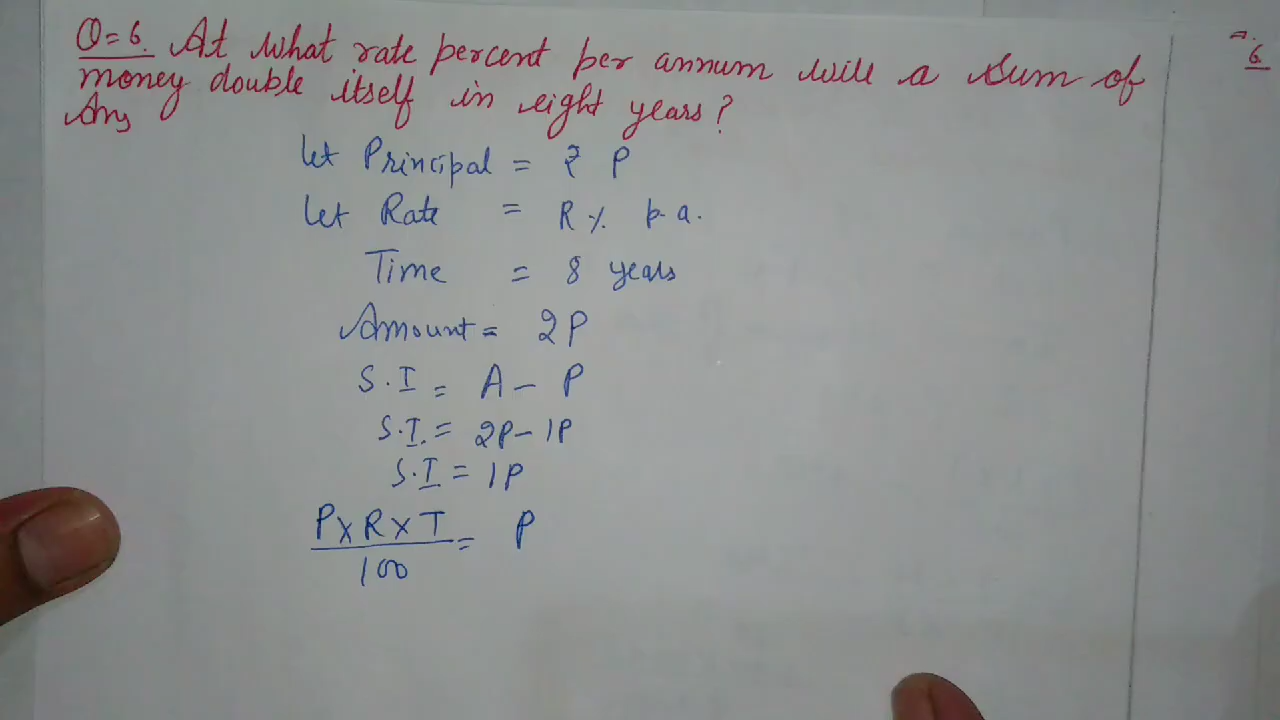 Q=6. At what rate percent per annum will a sum of
money double itself in eight years?
Ans
let Principal = ₹ P
let Rate = R % p.a.
Time = 8 years
Amount = 2P
S.I = A - P
S.I. = 2P - 1P
S.I = 1P
P x R x T / 100 = P
6